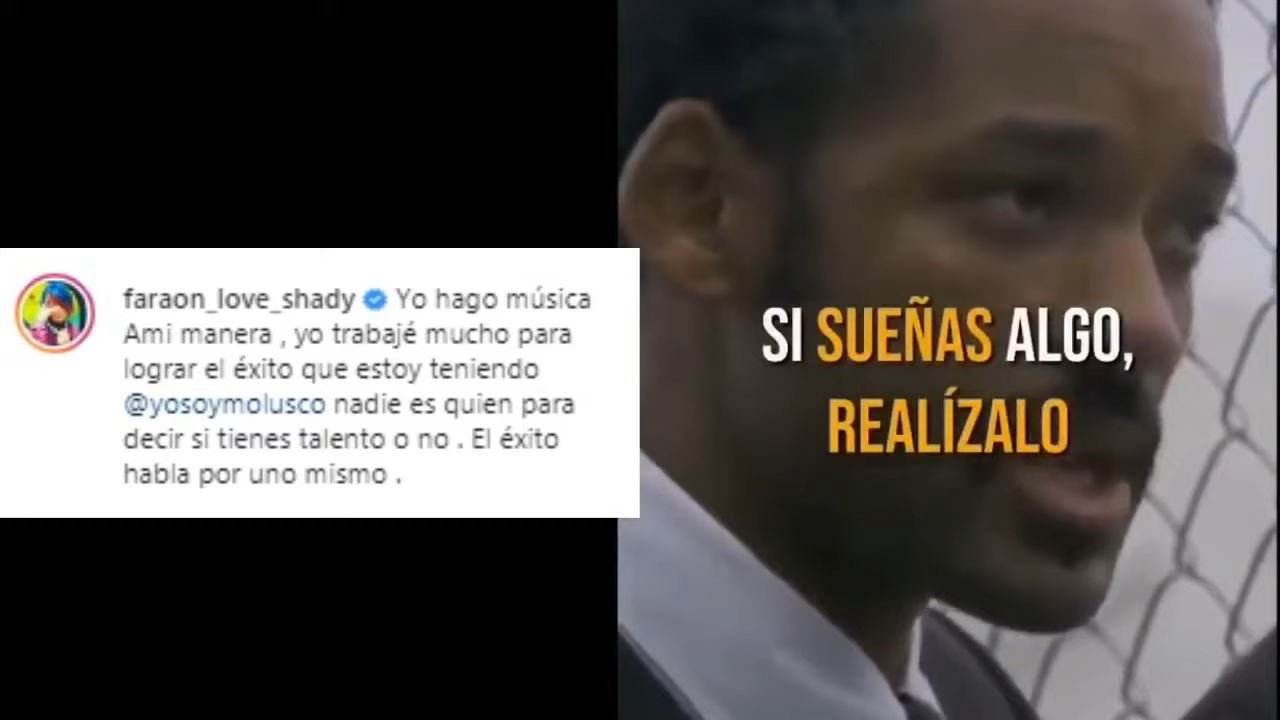 faraon_love_shady Yo hago música
Ami manera , yo trabajé mucho para
lograr el éxito que estoy teniendo
@yosoymolusco nadie es quien para
decir si tienes talento o no . El éxito
habla por uno mismo .
SI SUEÑAS ALGO,
REALÍZALO